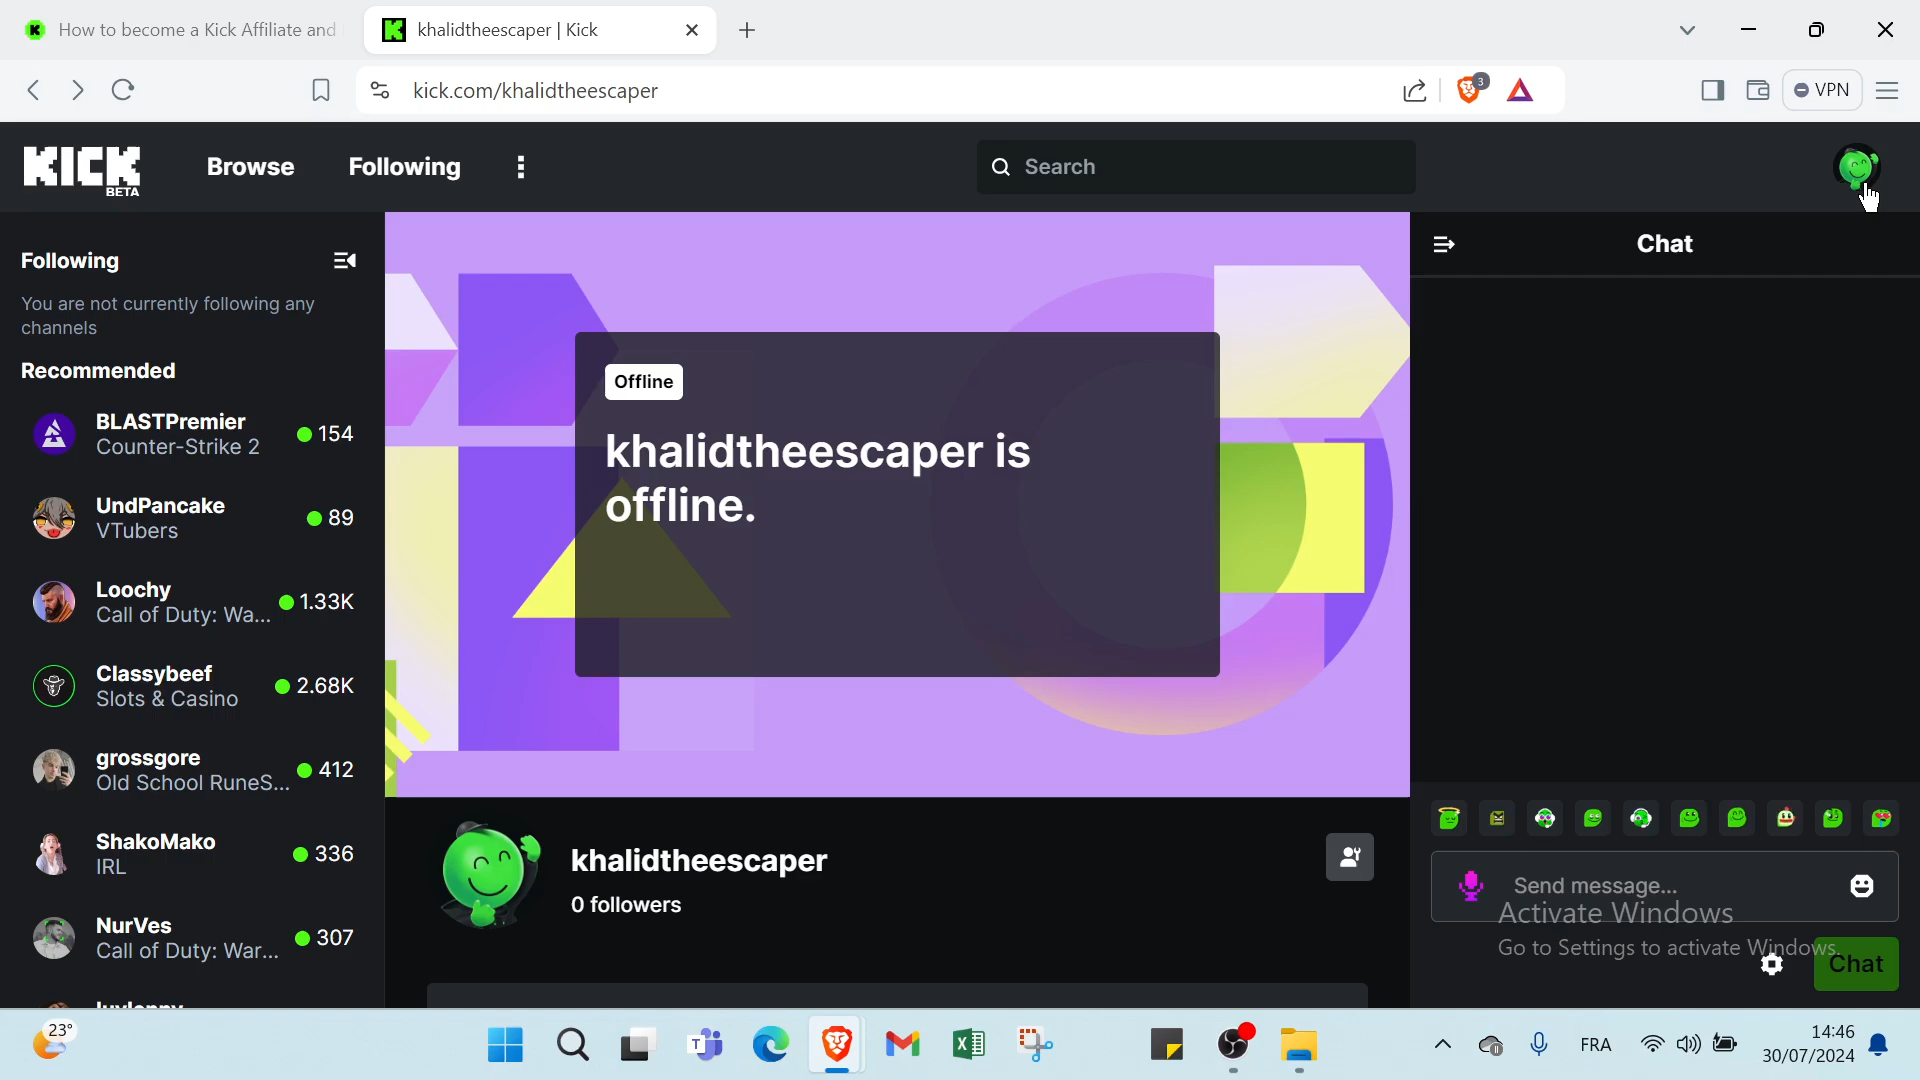 How to become a Kick Affiliate and
khalidtheescaper | Kick
kick.com/khalidtheescaper
3
VPN
KICK
BETA
Browse
Following
Search
Following
You are not currently following any
channels
Recommended
BLASTPremier
Counter-Strike 2
154
UndPancake
VTubers
89
Loochy
Call of Duty: Wa...
1.33K
Classybeef
Slots & Casino
2.68K
grossgore
Old School RuneS...
412
ShakoMako
IRL
336
NurVes
Call of Duty: War...
307
Offline
khalidtheescaper is
offline.
khalidtheescaper
0 followers
Chat
Send message...
Activate Windows
Go to Settings to activate Windows.
Chat
23°
FRA
14:46
30/07/2024